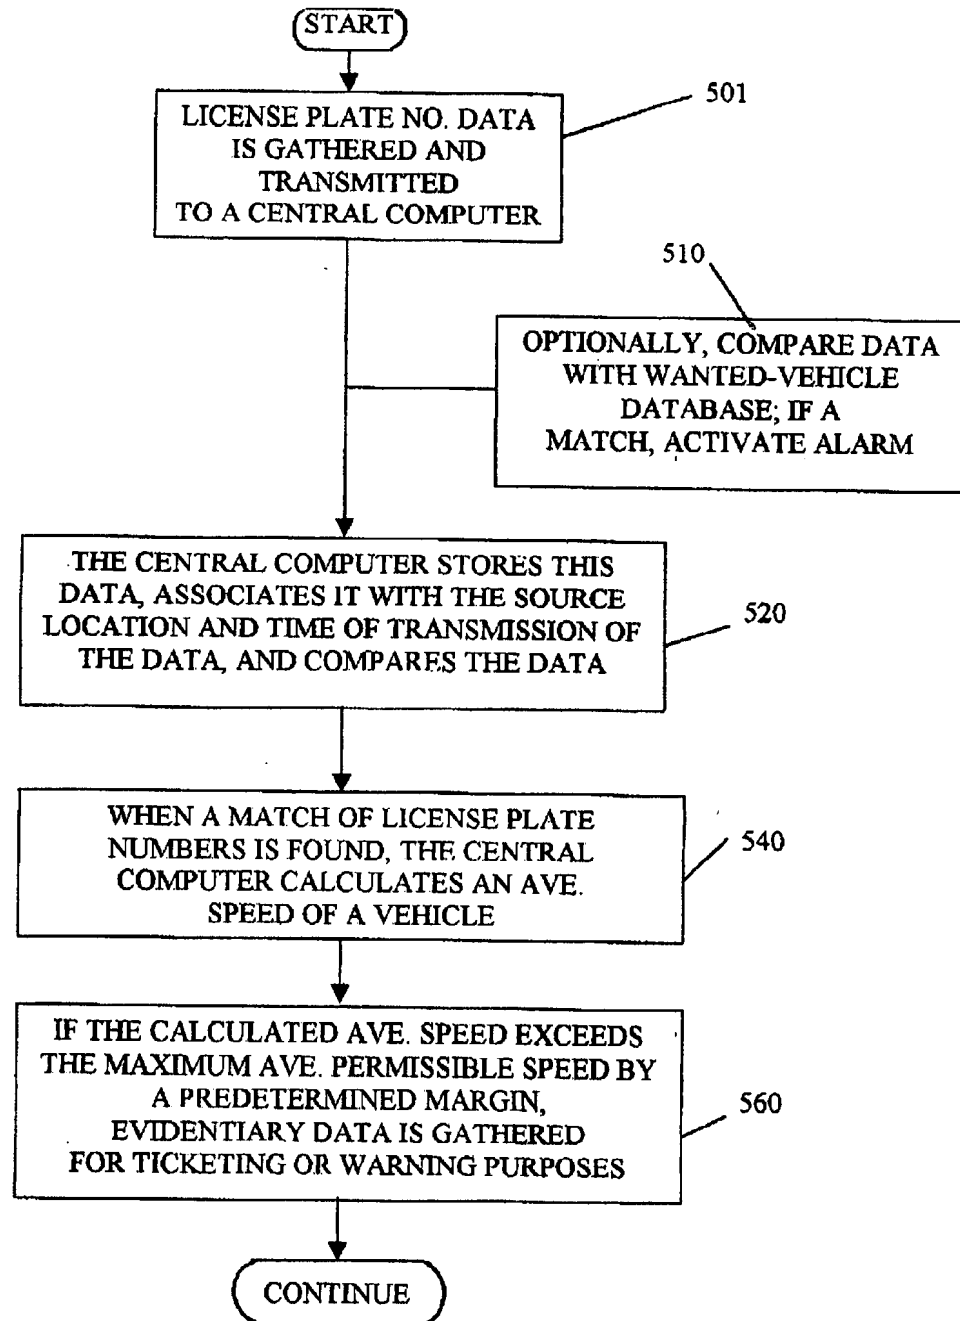 START
501
LICENSE PLATE NO. DATA
IS GATHERED AND
TRANSMITTED
TO A CENTRAL COMPUTER
510
OPTIONALLY, COMPARE DATA
WITH WANTED-VEHICLE
DATABASE; IF A
MATCH, ACTIVATE ALARM
THE CENTRAL COMPUTER STORES THIS
DATA, ASSOCIATES IT WITH THE SOURCE
LOCATION AND TIME OF TRANSMISSION OF
THE DATA, AND COMPARES THE DATA
520
WHEN A MATCH OF LICENSE PLATE
NUMBERS IS FOUND, THE CENTRAL
COMPUTER CALCULATES AN AVE.
SPEED OF A VEHICLE
540
IF THE CALCULATED AVE. SPEED EXCEEDS
THE MAXIMUM AVE. PERMISSIBLE SPEED BY
A PREDETERMINED MARGIN,
EVIDENTIARY DATA IS GATHERED
FOR TICKETING OR WARNING PURPOSES
560
CONTINUE